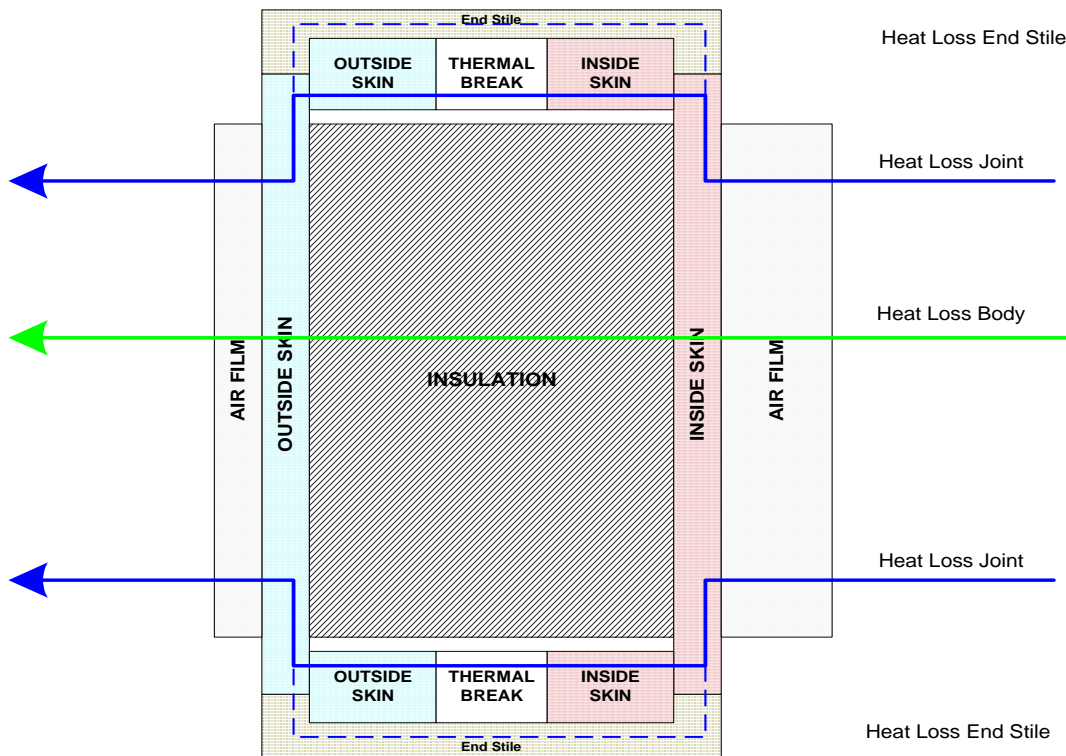 End Stile
Heat Loss End Stile
OUTSIDE
SKIN
THERMAL
BREAK
INSIDE
SKIN
Heat Loss Joint
Heat Loss Body
AIR FILM
OUTSIDE SKIN
INSULATION
INSIDE SKIN
AIR FILM
Heat Loss Joint
OUTSIDE
SKIN
THERMAL
BREAK
INSIDE
SKIN
Heat Loss End Stile
End Stile